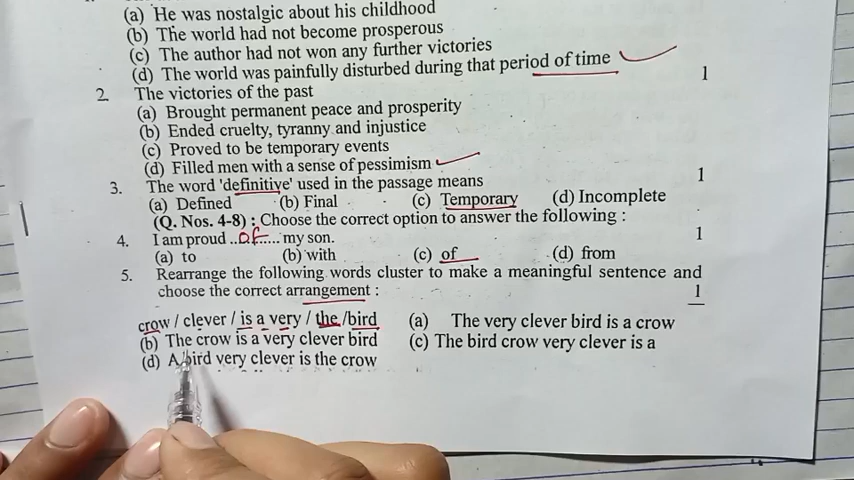 (a) He was nostalgic about his childhood
(b) The world had not become prosperous
(c) The author had not won any further victories
(d) The world was painfully disturbed during that period of time
1
2 The victories of the past
(a) Brought permanent peace and prosperity
(b) Ended cruelty, tyranny and injustice
(c) Proved to be temporary events
(d) Filled men with a sense of pessimism
3. The word 'definitive' used in the passage means 1
(a) Defined (b) Final (c) Temporary (d) Incomplete
(Q. Nos. 4-8) : Choose the correct option to answer the following :
4. I am proud ..of.... my son. 1
(a) to (b) with (c) of (d) from
5. Rearrange the following words cluster to make a meaningful sentence and
choose the correct arrangement : 1
crow / clever / is a very / the /bird (a) The very clever bird is a crow
(b) The crow is a very clever bird (c) The bird crow very clever is a
(d) A bird very clever is the crow